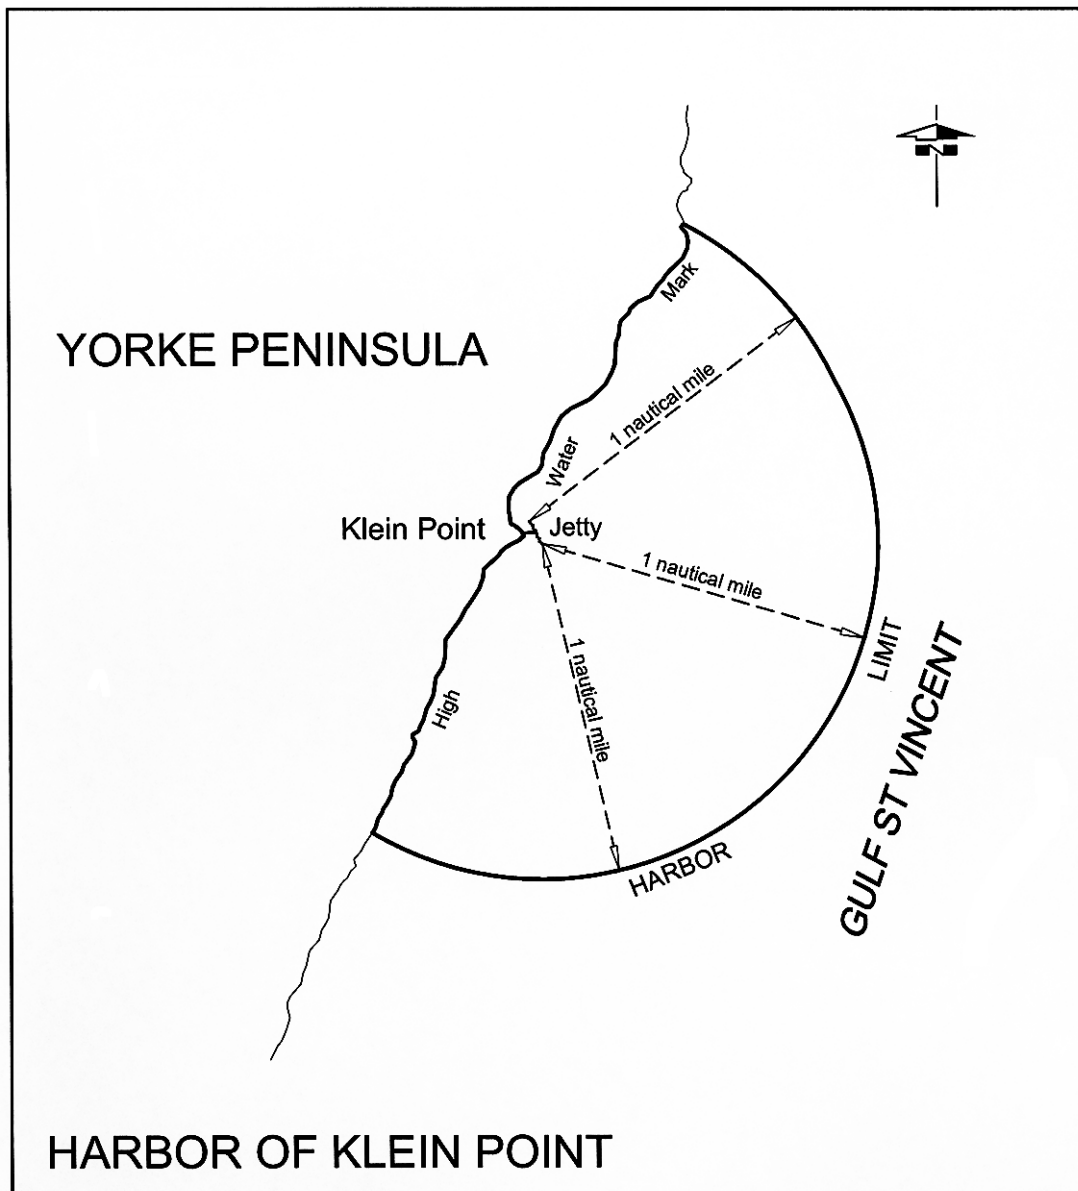 N
Mark
YORKE PENINSULA
1 nautical mile
Water
Klein Point
Jetty
1 nautical mile
LIMIT
1 nautical mile
High
GULF ST VINCENT
HARBOR
HARBOR OF KLEIN POINT